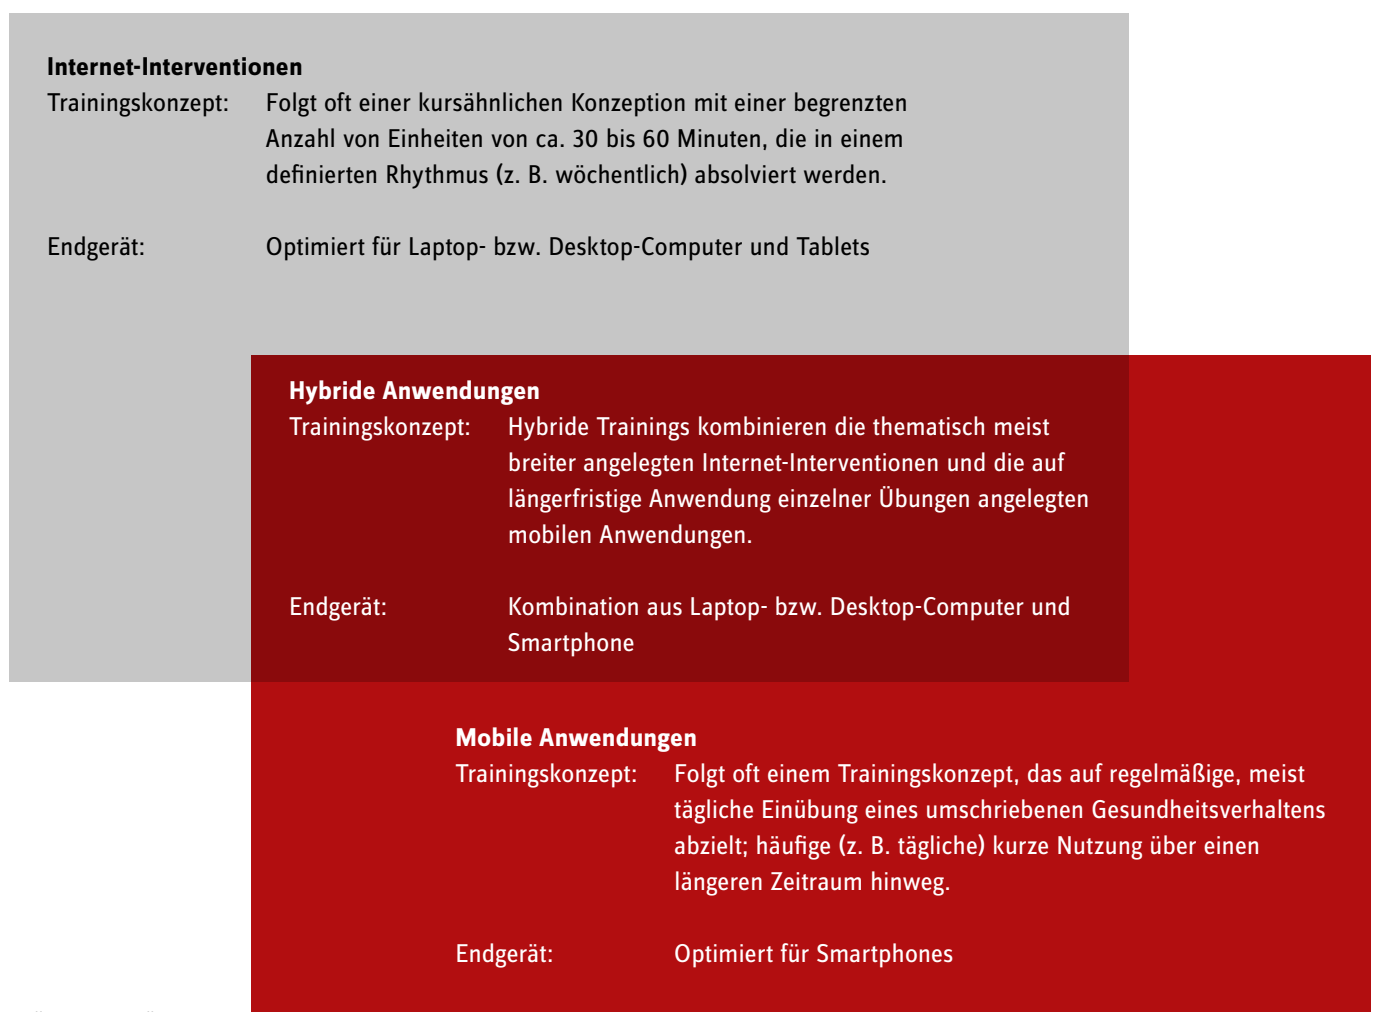 Internet-Interventionen
Trainingskonzept: Folgt oft einer kursähnlichen Konzeption mit einer begrenzten
Anzahl von Einheiten von ca. 30 bis 60 Minuten, die in einem
definierten Rhythmus (z. B. wöchentlich) absolviert werden.
Endgerät: Optimiert für Laptop- bzw. Desktop-Computer und Tablets
Hybride Anwendungen
Trainingskonzept: Hybride Trainings kombinieren die thematisch meist
breiter angelegten Internet-Interventionen und die auf
längerfristige Anwendung einzelner Übungen angelegten
mobilen Anwendungen.
Endgerät: Kombination aus Laptop- bzw. Desktop-Computer und
Smartphone
Mobile Anwendungen
Trainingskonzept: Folgt oft einem Trainingskonzept, das auf regelmäßige, meist
tägliche Einübung eines umschriebenen Gesundheitsverhaltens
abzielt; häufige (z. B. tägliche) kurze Nutzung über einen
längeren Zeitraum hinweg.
Endgerät: Optimiert für Smartphones